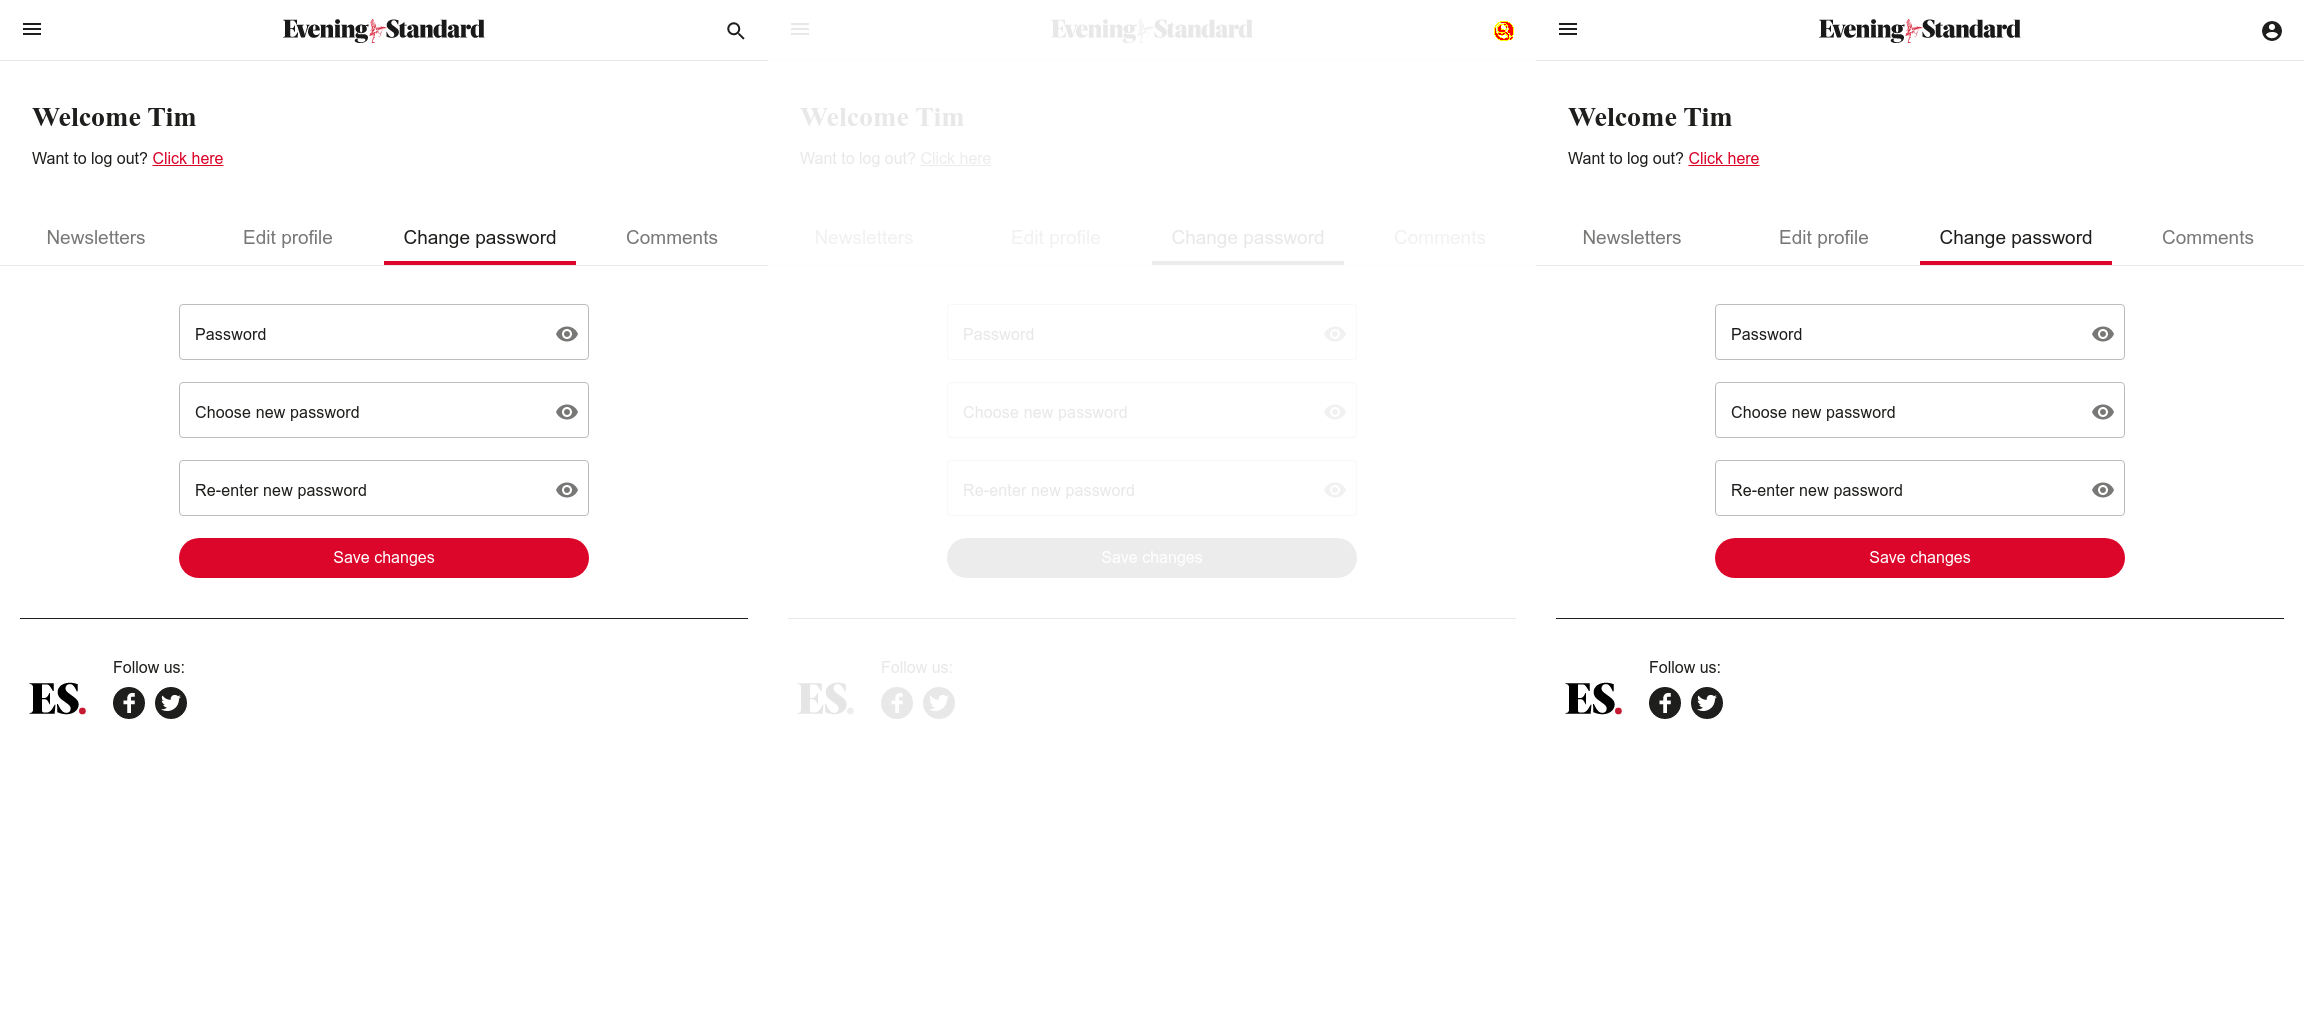 Evening Standard
Welcome Tim
Want to log out? Click here
Newsletters Edit profile Change password Comments
Password
Choose new password
Re-enter new password
Save changes
Follow us:
ES.
Evening Standard
Welcome Tim
Want to log out? Click here
Newsletters Edit profile Change password Comments
Password
Choose new password
Re-enter new password
Save changes
Follow us:
ES.
Evening Standard
Welcome Tim
Want to log out? Click here
Newsletters Edit profile Change password Comments
Password
Choose new password
Re-enter new password
Save changes
Follow us:
ES.